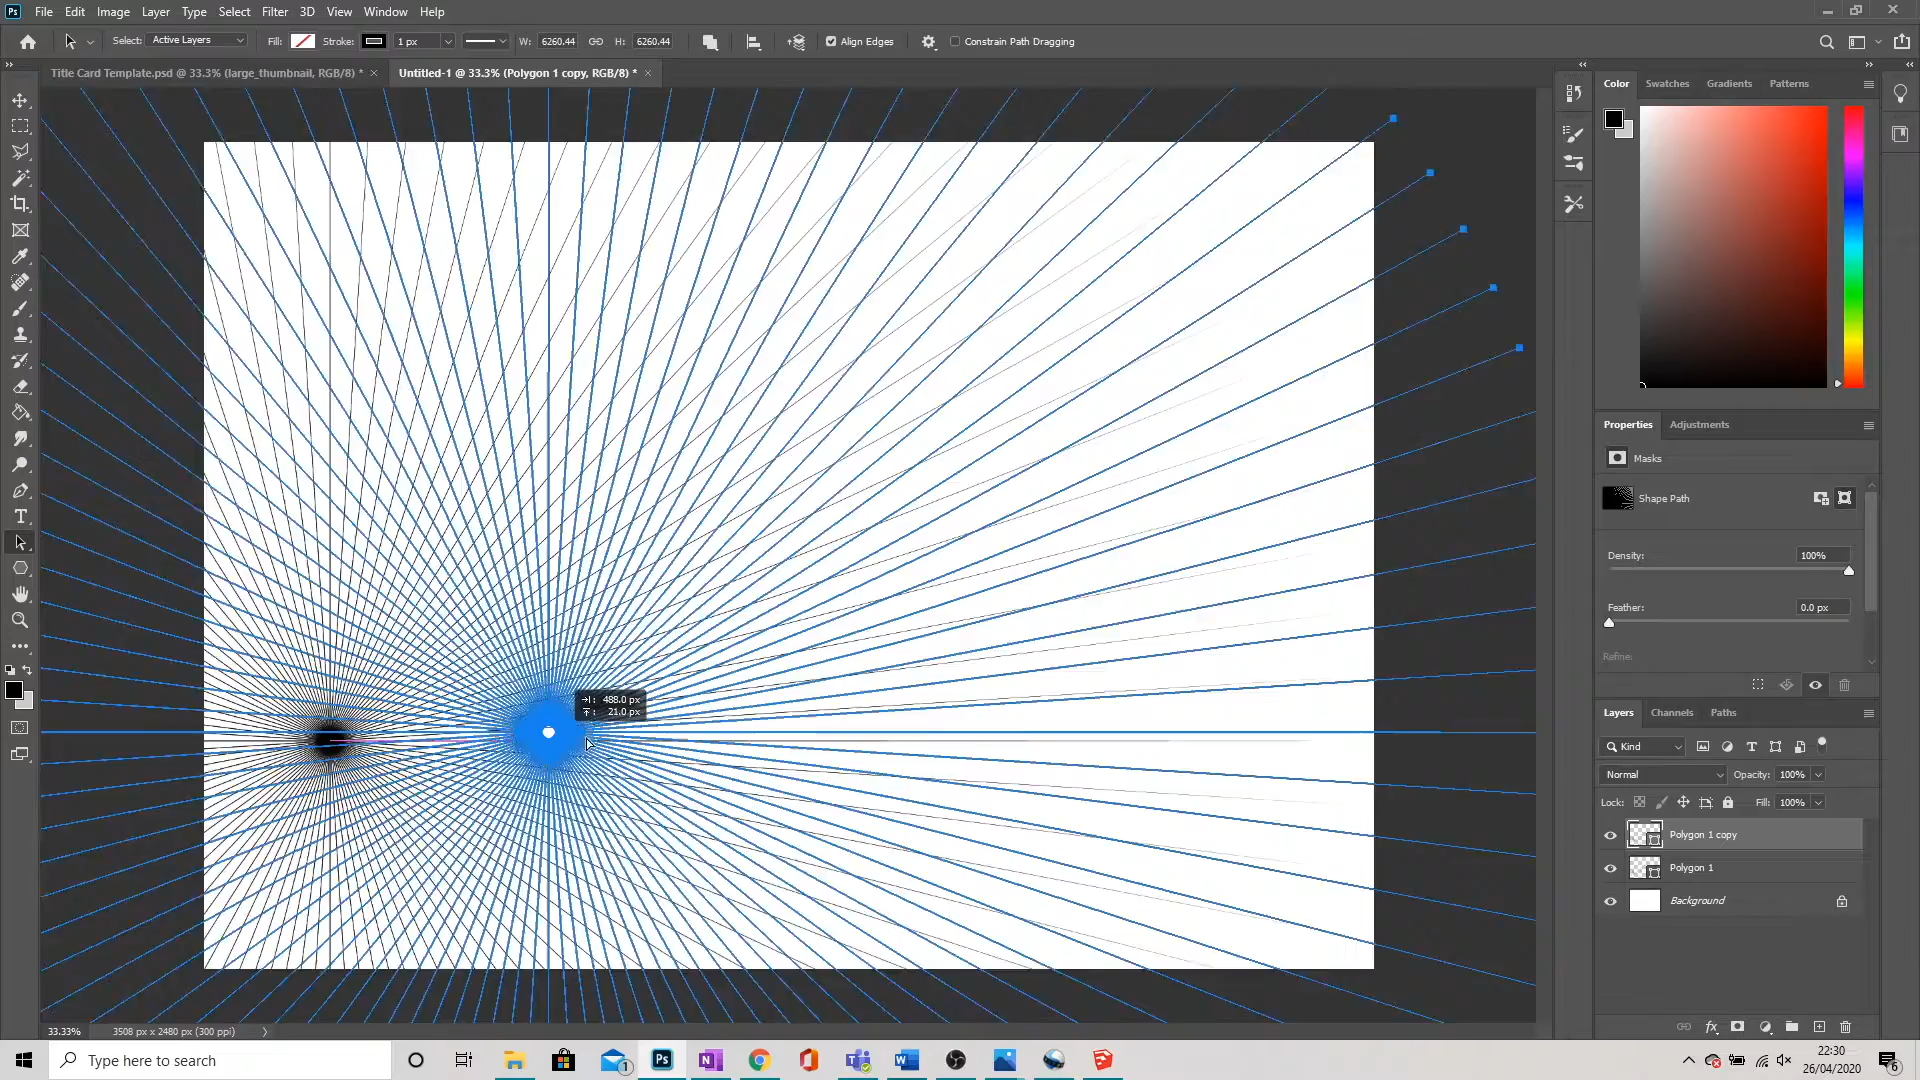 Ps File Edit Image Layer Type Select Filter 3D View Window Help
Select: Active Layers Fill: Stroke: 1 px W: 6260.44 H: 6260.44 Align Edges Constrain Path Dragging
Title Card Template.psd @ 33.3% (large_thumbnail, RGB/8) * × Untitled-1 @ 33.3% (Polygon 1 copy, RGB/8) * ×
Color Swatches Gradients Patterns
Properties Adjustments
Masks
Shape Path
Density: 100%
Feather: 0.0 px
Refine:
488.0 px
21.0 px
Layers Channels Paths
Kind
Normal Opacity: 100%
Lock: Fill: 100%
Polygon 1 copy
Polygon 1
Background
fx
33.33% 3508 px x 2480 px (300 ppi)
Type here to search
22:30
26/04/2020